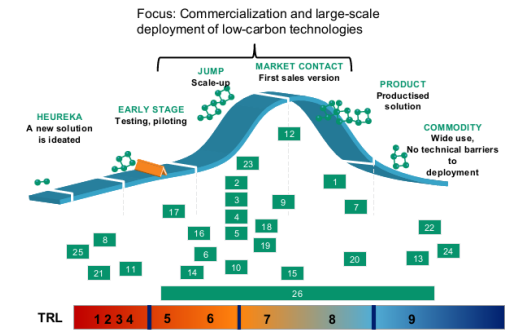 Focus: Commercialization and large-scale
deployment of low-carbon technologies
JUMP
Scale-up
MARKET CONTACT
First sales version
PRODUCT
Productised
solution
EARLY STAGE
Testing, piloting
HEUREKA
A new solution
is ideated
COMMODITY
Wide use,
No technical barriers
to
deployment
12
23
2
1
3
9
7
17
4
18
22
16
5
8
19
25
6
24
20
13
21
11
14
10
15
26
TRL
1 2 3 4
5
6
7
8
9